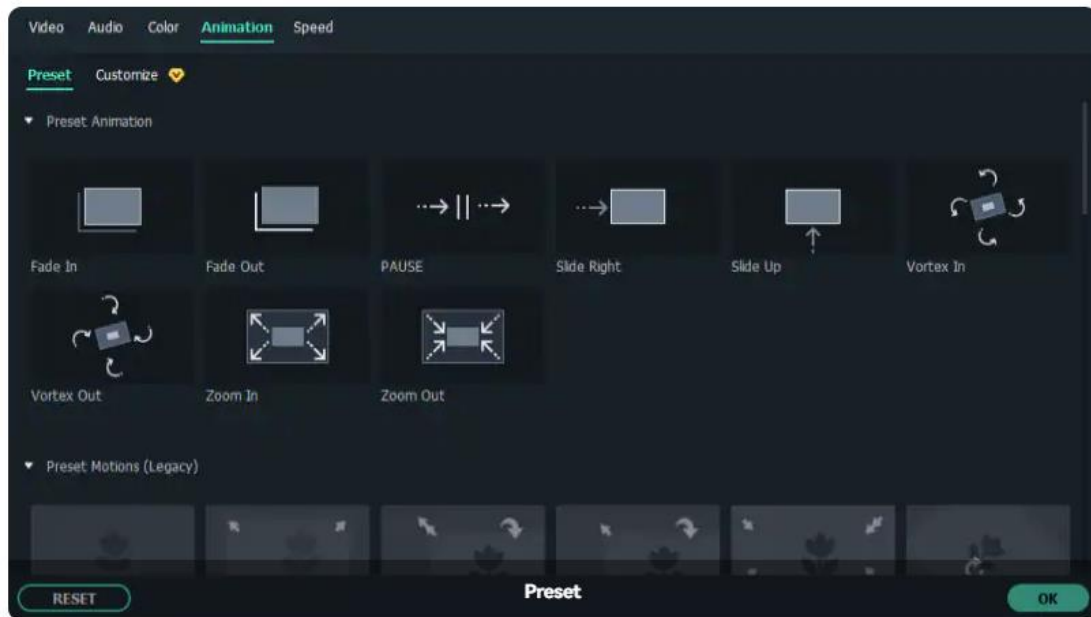 Video Audio Color Animation Speed
Preset Customize
Preset Animation
Fade In Fade Out PAUSE Slide Right Slide Up Vortex In
Vortex Out Zoom In Zoom Out
Preset Motions (Legacy)
RESET Preset OK